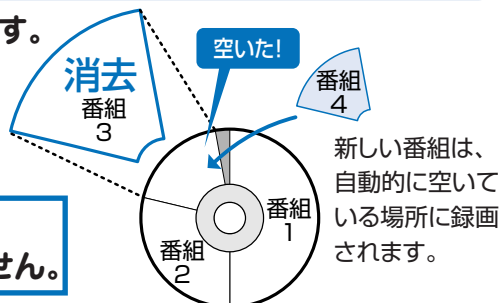 す。
消去
番組
3
空いた!
番組
4
新しい番組は、
自動的に空いて
いる場所に録画
されます。
番組
1
番組
2
せん。